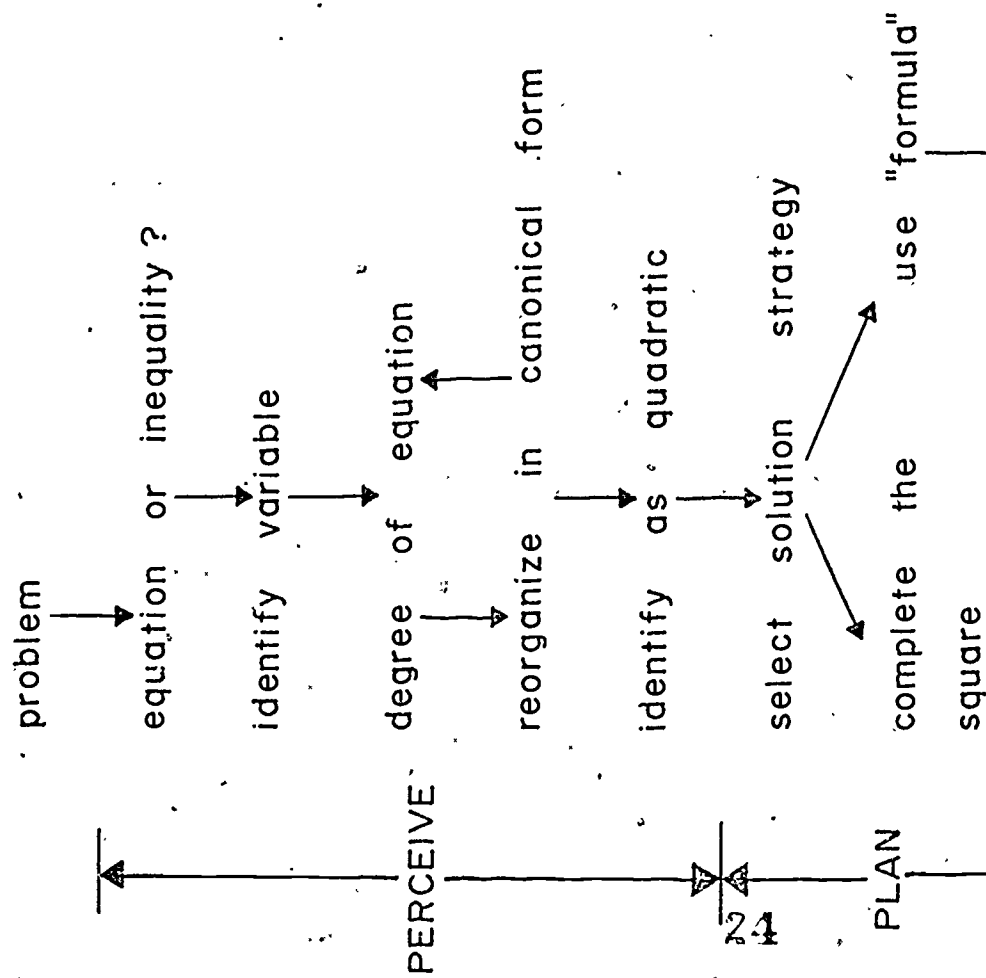 problem
equation or inequality?
identify variable
degree of equation
reorganize in canonical form
identify as quadratic
select solution strategy
complete the
square
use "formula"
PERCEIVE
PLAN
24